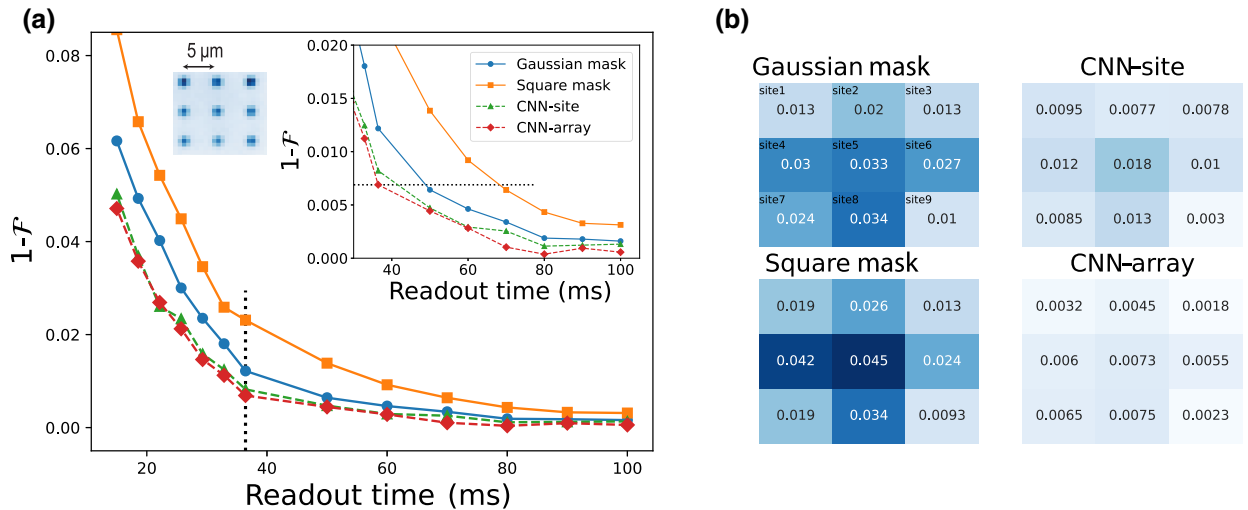 (a)
5 μm
1-F
0.08
0.06
0.04
0.02
0.00
20
40
60
80
100
Readout time (ms)
1-F
0.020
0.015
0.010
0.005
0.000
40
60
80
100
Readout time (ms)
Gaussian mask
Square mask
CNN-site
CNN-array
(b)
Gaussian mask
site1 site2 site3
0.013 0.02 0.013
site4 site5 site6
0.03 0.033 0.027
site7 site8 site9
0.024 0.034 0.01
CNN-site
0.0095 0.0077 0.0078
0.012 0.018 0.01
0.0085 0.013 0.003
Square mask
0.019 0.026 0.013
0.042 0.045 0.024
0.019 0.034 0.0093
CNN-array
0.0032 0.0045 0.0018
0.006 0.0073 0.0055
0.0065 0.0075 0.0023